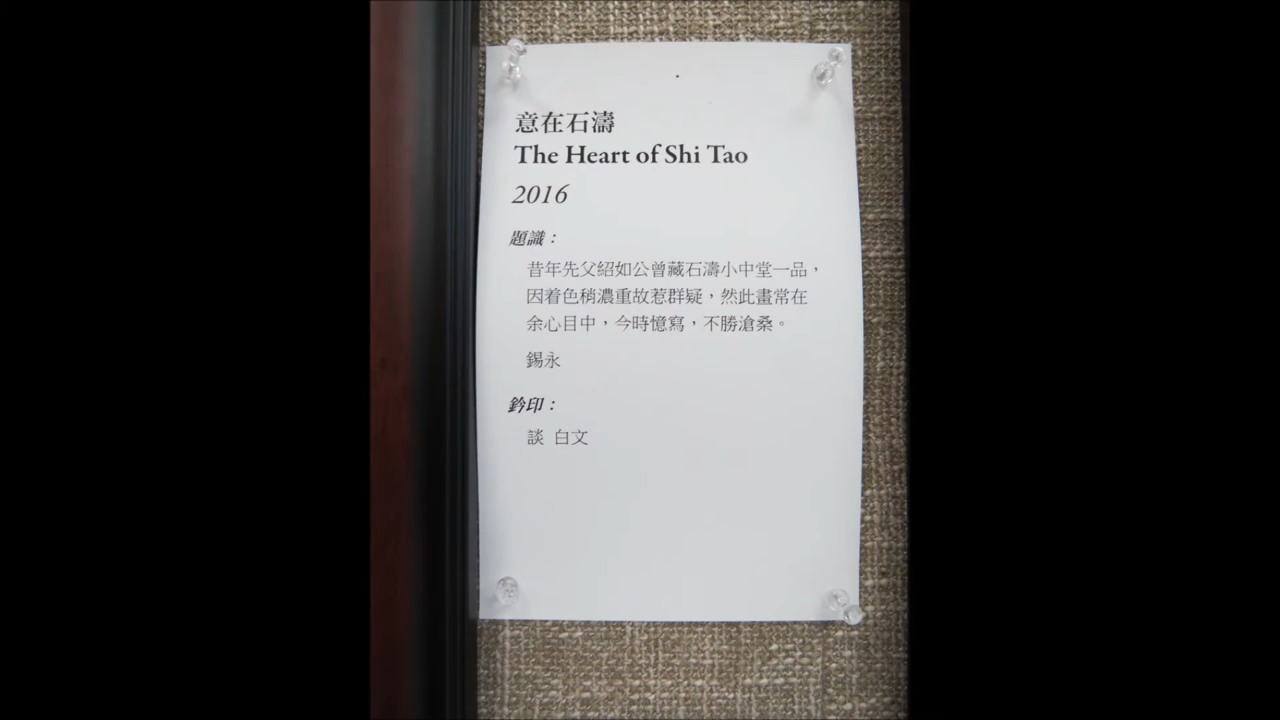 意在石濤
The Heart of Shi Tao
2016
題識：
昔年先父紹如公曾藏石濤小中堂一品，
因着色稍濃重故惹群疑，然此畫常在
余心目中，今時憶寫，不勝滄桑。
錫永
鈐印：
談 白文